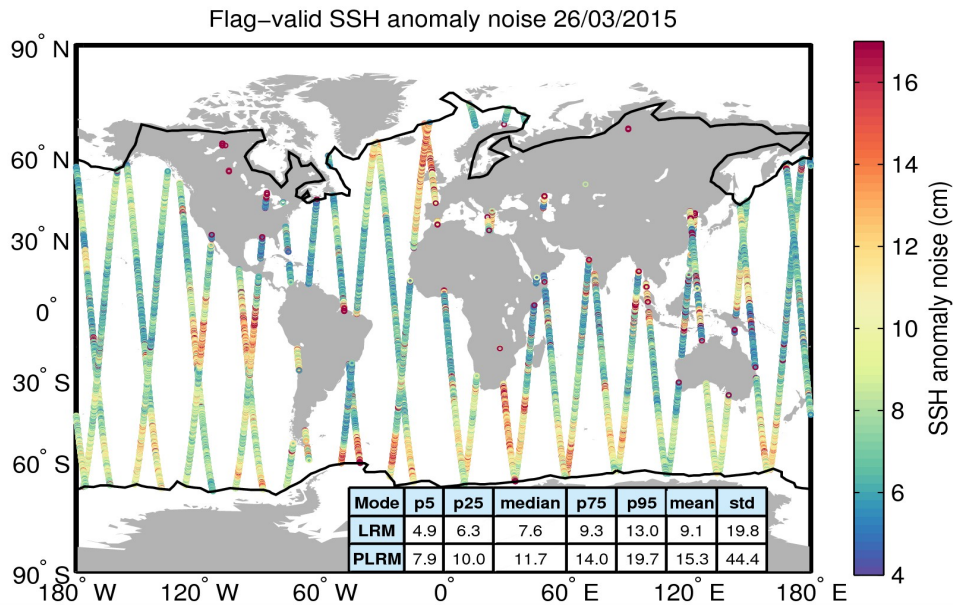 Flag−valid SSH anomaly noise 26/03/2015
90° N
60° N
30° N
0°
30° S
60° S
90° S
180° W
120° W
60° W
0°
60° E
120° E
180° E
Mode p5 p25 median p75 p95 mean std
LRM 4.9 6.3 7.6 9.3 13.0 9.1 19.8
PLRM 7.9 10.0 11.7 14.0 19.7 15.3 44.4
16
14
12
10
8
6
4
SSH anomaly noise (cm)